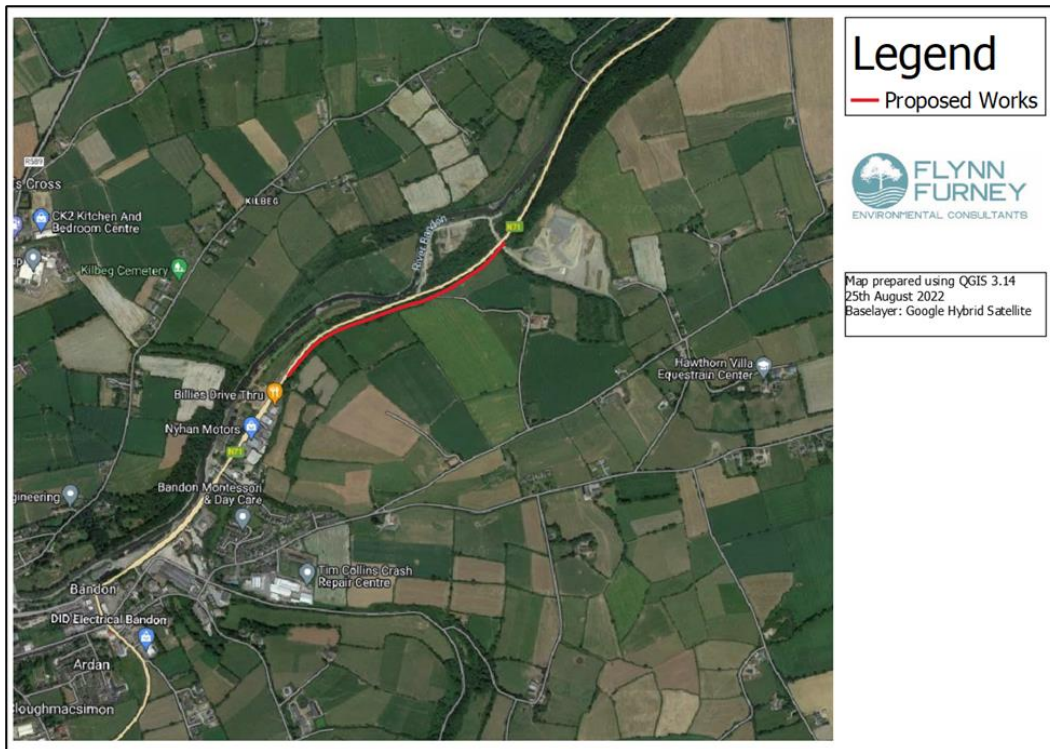 Legend
Proposed Works
FLYNN
FURNEY
ENVIRONMENTAL CONSULTANTS
Map prepared using QGIS 3.14
25th August 2022
Baselayer: Google Hybrid Satellite
R589
s Cross
CK2 Kitchen And
Bedroom Centre
KILBEG
Kilbeg Cemetery
River Bandon
N71
Hawthorn Villa
Equestrain Center
Billies Drive Thru
Nyhan Motors
N71
Bandon Montessori
& Day Care
gineering
Tim Collins Crash
Repair Centre
Bandon
DID Electrical Bandon
Ardan
Cloughmacsimon